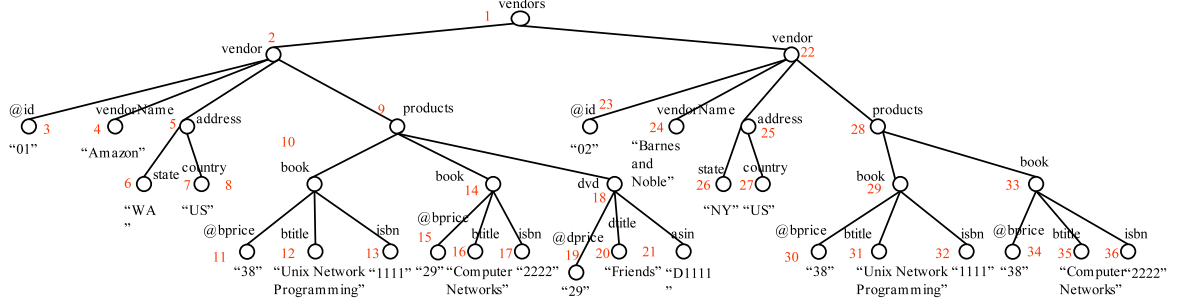 vendors
1
2
vendor
vendor
22
@id
3
"01"
vendorName
4
"Amazon"
5
address
9
products
@id
23
"02"
vendorName
24
"Barnes
and
Noble"
address
25
products
28
6
state
"WA
"
country
7
8
"US"
10
book
book
14
dvd
18
state
26
"NY"
country
27
"US"
book
29
book
33
@bprice
11
"38"
btitle
12
"Unix Network
Programming"
isbn
13
"1111"
@bprice
15
"29"
btitle
16
"Computer
Networks"
isbn
17
"2222"
@dprice
19
"29"
dtitle
20
"Friends"
asin
21
"D1111
"
@bprice
30
"38"
btitle
31
"Unix Network
Programming"
isbn
32
"1111"
@bprice
34
"38"
btitle
35
"Computer
Networks"
isbn
36
"2222"